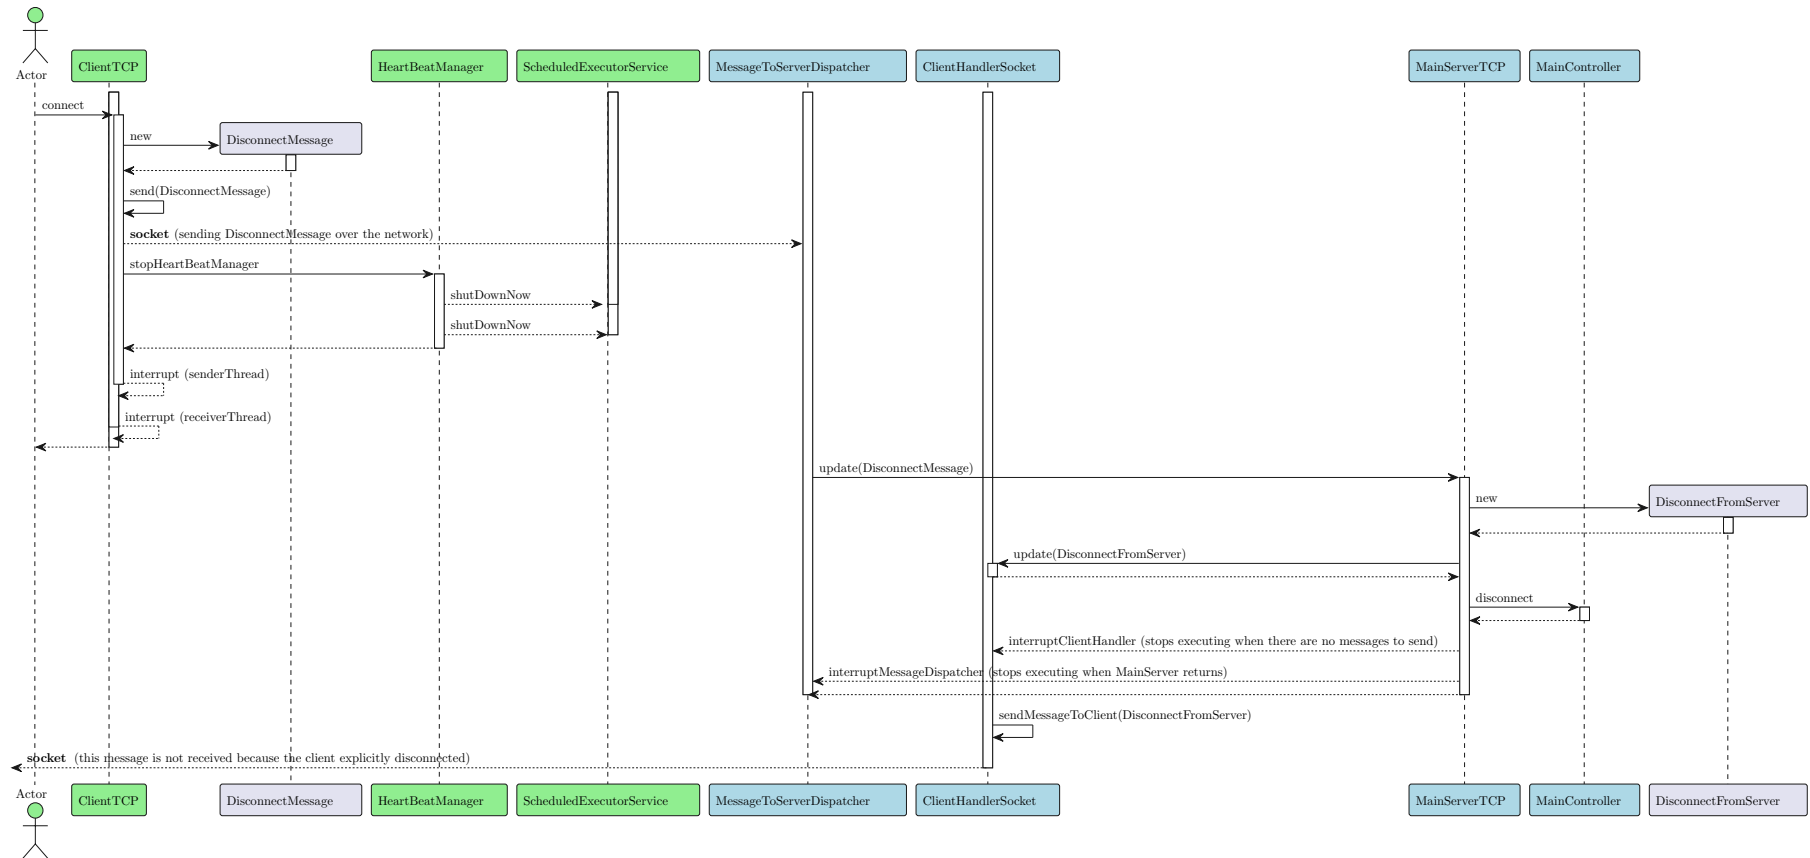 Actor
ClientTCP
HeartBeatManager
ScheduledExecutorService
MessageToServerDispatcher
ClientHandlerSocket
MainServerTCP
MainController
connect
new
DisconnectMessage
send(DisconnectMessage)
socket (sending DisconnectMessage over the network)
stopHeartBeatManager
shutDownNow
shutDownNow
interrupt (senderThread)
interrupt (receiverThread)
update(DisconnectMessage)
new
DisconnectFromServer
update(DisconnectFromServer)
disconnect
interruptClientHandler (stops executing when there are no messages to send)
interruptMessageDispatcher (stops executing when MainServer returns)
sendMessageToClient(DisconnectFromServer)
socket (this message is not received because the client explicitly disconnected)
Actor
ClientTCP
DisconnectMessage
HeartBeatManager
ScheduledExecutorService
MessageToServerDispatcher
ClientHandlerSocket
MainServerTCP
MainController
DisconnectFromServer